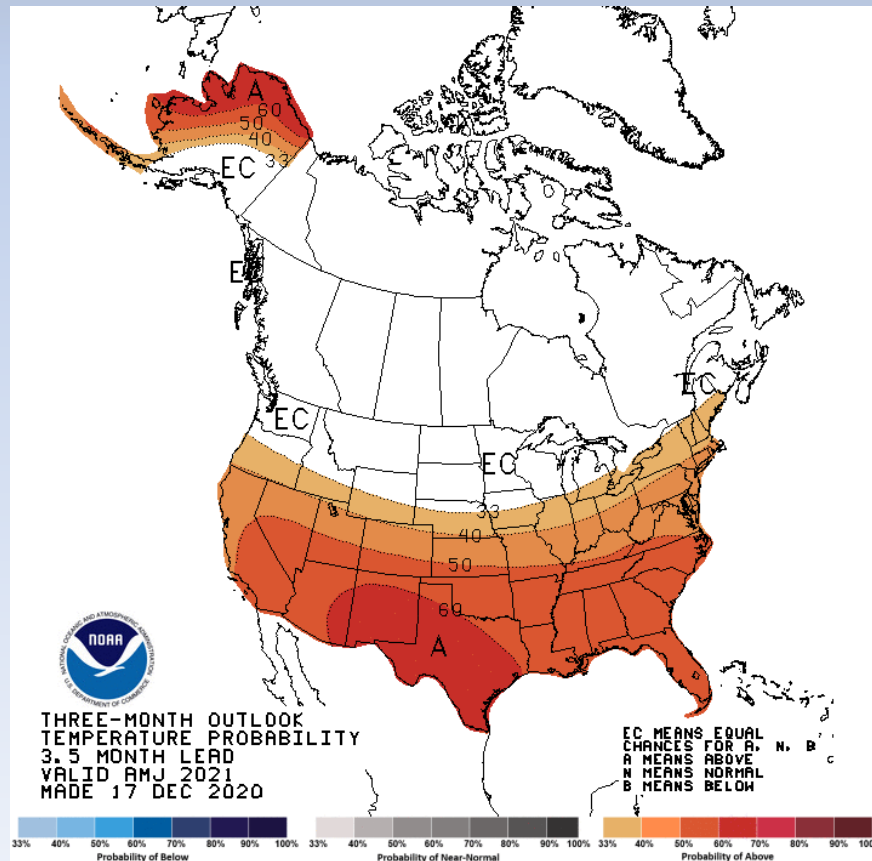 A
60
50
40
33
EC
E
EC
EC
EC
33
40
50
60
A
NATIONAL OCEANIC AND ATMOSPHERIC ADMINISTRATION
NOAA
U.S. DEPARTMENT OF COMMERCE
THREE-MONTH OUTLOOK
TEMPERATURE PROBABILITY
3.5 MONTH LEAD
VALID AMJ 2021
MADE 17 DEC 2020
EC MEANS EQUAL
CHANCES FOR A, N, B
A MEANS ABOVE
N MEANS NORMAL
B MEANS BELOW
33% 40% 50% 60% 70% 80% 90% 100%
Probability of Below
33% 40% 50% 60% 70% 80% 90% 100%
Probability of Near-Normal
33% 40% 50% 60% 70% 80% 90% 100
Probability of Above